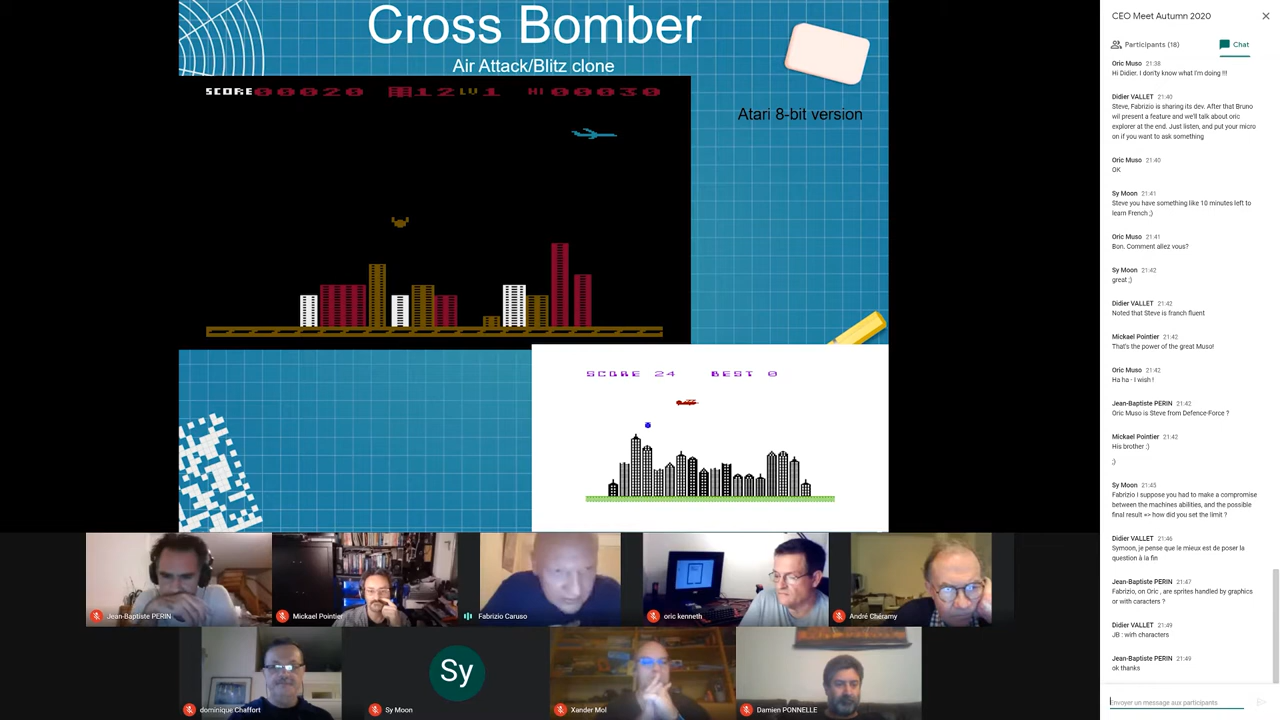 Cross Bomber
Air Attack/Blitz clone
SCORE00020 12 LV 1 HI 00030
Atari 8-bit version
SCORE 24 BEST 0
Jean-Baptiste PERIN
Mickael Pointier
Fabrizio Caruso
oric kenneth
André Chéramy
dominique Chaffort
Sy
Sy Moon
Xander Mol
Damien PONNELLE
CEO Meet Autumn 2020
Participants (18)
Chat
Oric Muso 21:38
Hi Didier. I don'ty know what I'm doing !!!
Didier VALLET 21:40
Steve, Fabrizio is sharing its dev. After that Bruno
wil present a feature and we'll talk about oric
explorer at the end. Just listen, and put your micro
on if you want to ask something
Oric Muso 21:40
OK
Sy Moon 21:41
Steve you have something like 10 minutes left to
learn French ;)
Oric Muso 21:41
Bon. Comment allez vous?
Sy Moon 21:42
great ;)
Didier VALLET 21:42
Noted that Steve is franch fluent
Mickael Pointier 21:42
That's the power of the great Muso!
Oric Muso 21:42
Ha ha - I wish !
Jean-Baptiste PERIN 21:42
Oric Muso is Steve from Defence-Force ?
Mickael Pointier 21:42
His brother :)
;)
Sy Moon 21:45
Fabrizio I suppose you had to make a compromise
between the machines abilities, and the possible
final result => how did you set the limit ?
Didier VALLET 21:46
Symoon, je pense que le mieux est de poser la
question à la fin
Jean-Baptiste PERIN 21:47
Fabrizio, on Oric , are sprites handled by graphics
or with caracters ?
Didier VALLET 21:49
JB : wirh characters
Jean-Baptiste PERIN 21:49
ok thanks
Envoyer un message aux participants